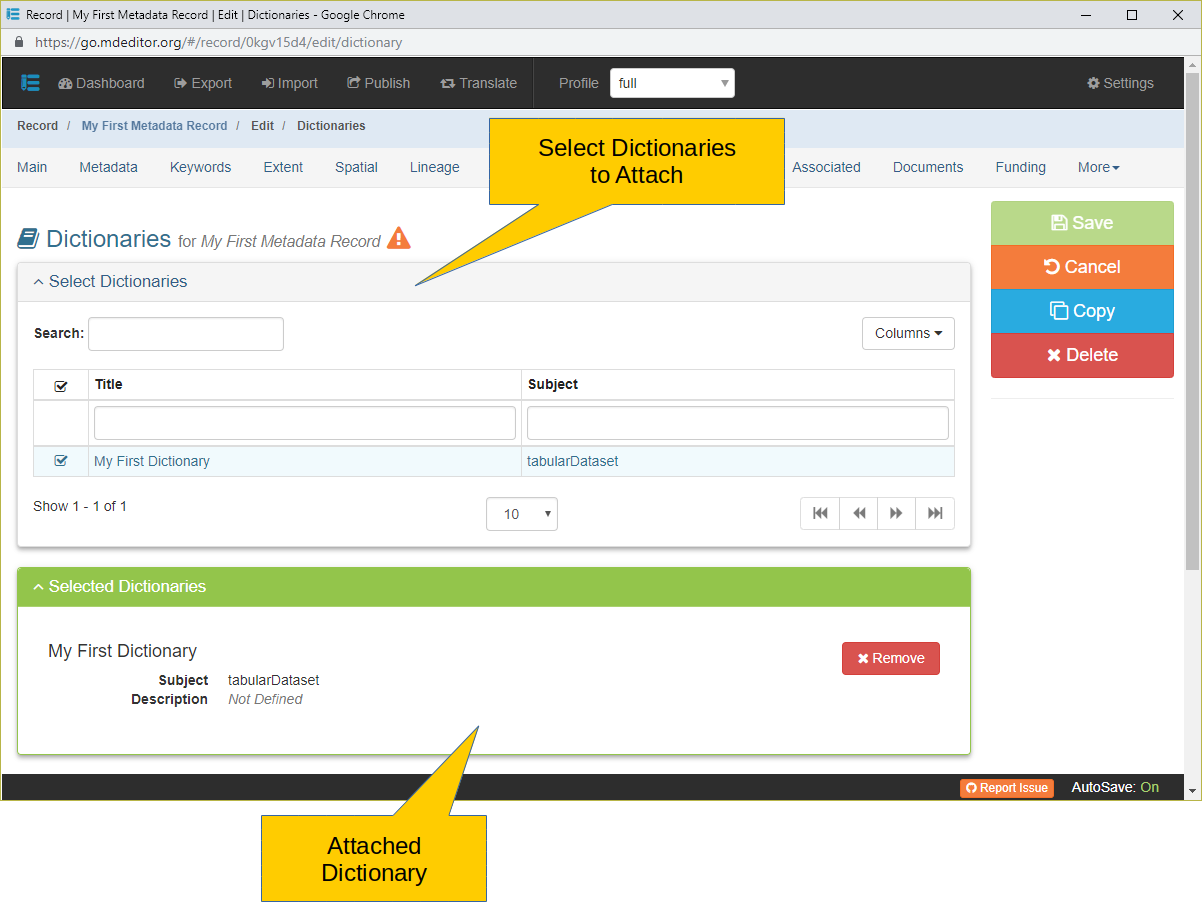 Record | My First Metadata Record | Edit | Dictionaries - Google Chrome
https://go.mdeditor.org/#/record/0kgv15d4/edit/dictionary
Dashboard Export Import Publish Translate Profile full Settings
Record / My First Metadata Record / Edit / Dictionaries
Select Dictionaries
to Attach
Main Metadata Keywords Extent Spatial Lineage Associated Documents Funding More
Dictionaries for My First Metadata Record
Save
Cancel
Copy
Delete
Select Dictionaries
Search: Columns
Title Subject
My First Dictionary tabularDataset
Show 1 - 1 of 1 10
Selected Dictionaries
My First Dictionary Remove
Subject tabularDataset
Description Not Defined
Report Issue AutoSave: On
Attached
Dictionary